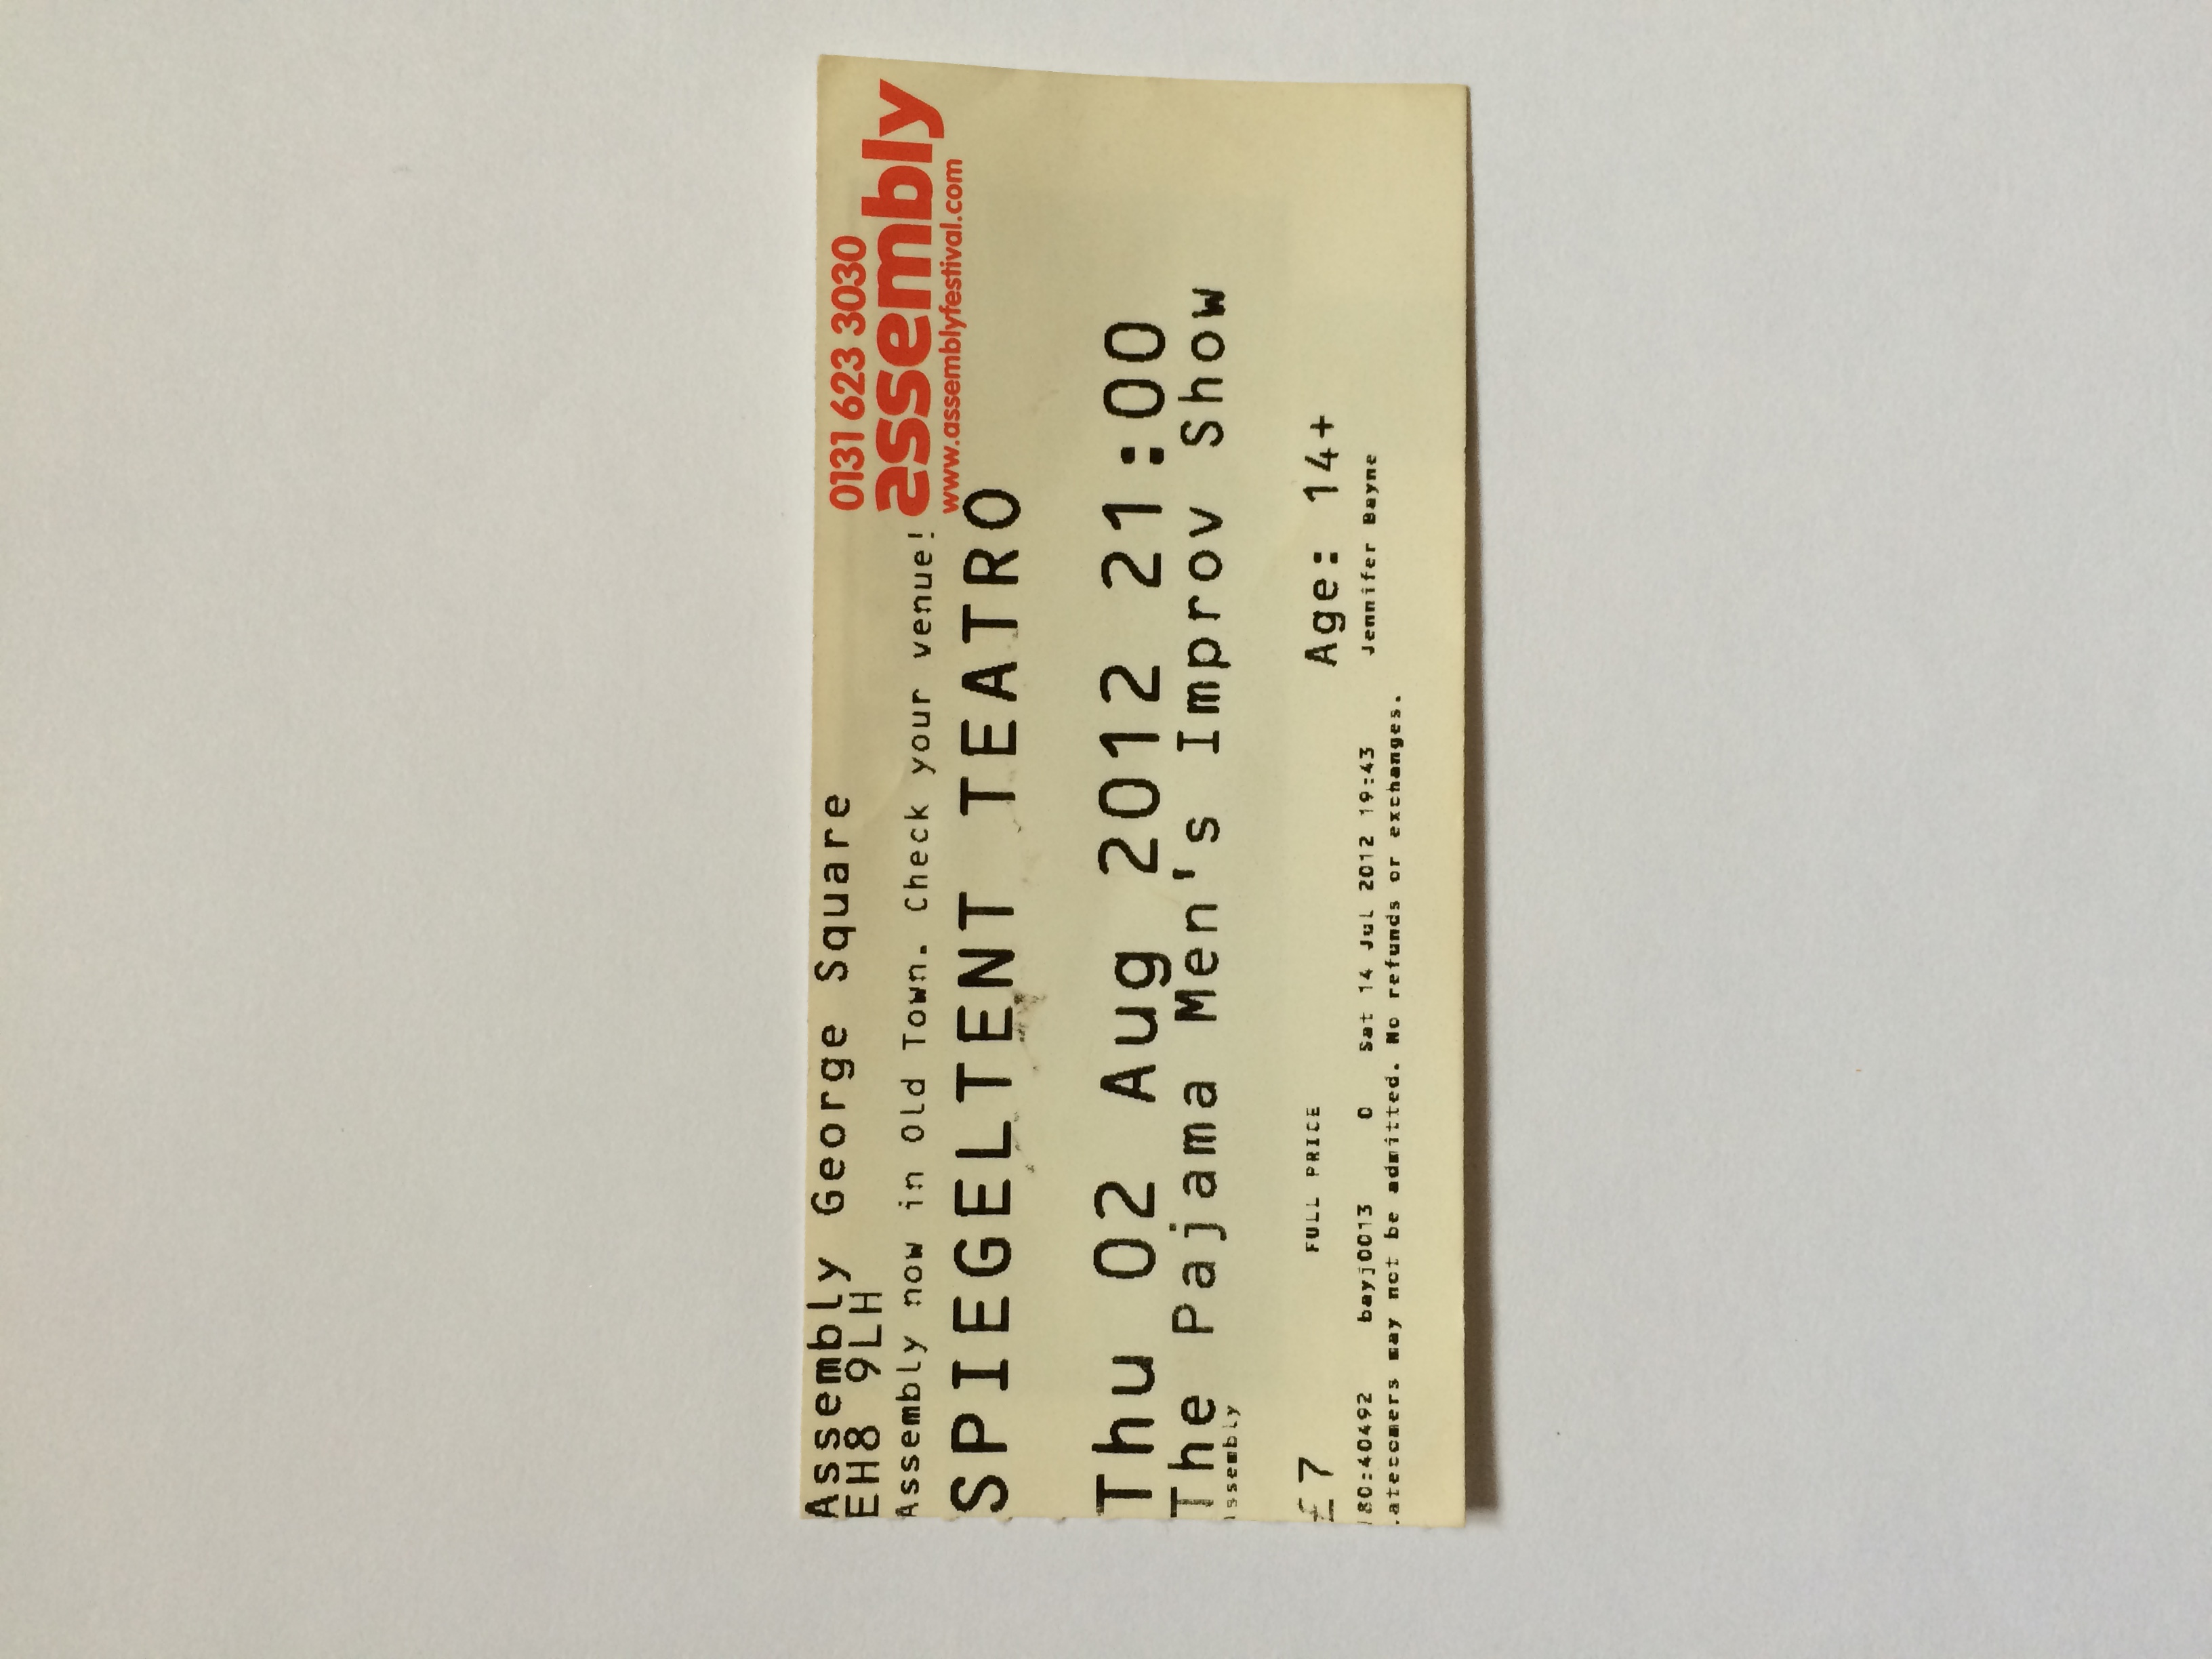 Assembly George Square
EH8 9LH
0131 623 3030
assembly
www.assemblyfestival.com
Assembly now in Old Town. Check your venue!
SPIEGELTENT TEATRO
Thu 02 Aug 2012 21:00
The Pajama Men's Improv Show
ssembly
£7 FULL PRICE Age: 14+
80:40492 bayj0013 0 Sat 14 Jul 2012 19:43 Jennifer Bayne
atecomers may not be admitted. No refunds or exchanges.